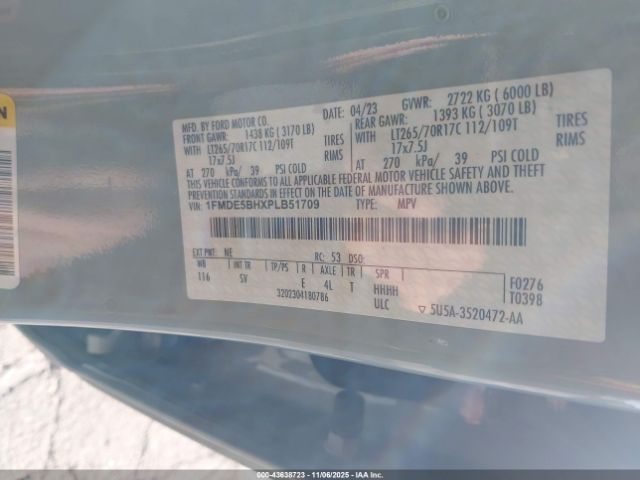 MFD. BY FORD MOTOR CO.
DATE: 04/23 GVWR: 2722 KG ( 6000 LB)
FRONT GAWR: 1438 KG ( 3170 LB) REAR GAWR: 1393 KG ( 3070 LB)
WITH LT265/70R17C 112/109T TIRES WITH LT265/70R17C 112/109T TIRES
17x7.5J RIMS 17x7.5J RIMS
AT 270 kPa/ 39 PSI COLD AT 270 kPa/ 39 PSI COLD
THIS VEHICLE CONFORMS TO ALL APPLICABLE FEDERAL MOTOR VEHICLE SAFETY AND THEFT
PREVENTION STANDARDS IN EFFECT ON THE DATE OF MANUFACTURE SHOWN ABOVE.
VIN: 1FMDE5BHXPLB51709 TYPE: MPV
EXT PNT: NE RC: 53 DSO:
WB INT TR TP/PS R AXLE TR SPR
116 SV E 4L T HHHH F0276
ULC T0398
3202304180786 ▽ 5U5A-3520472-AA
000-43638723 - 11/06/2025 - IAA Inc.